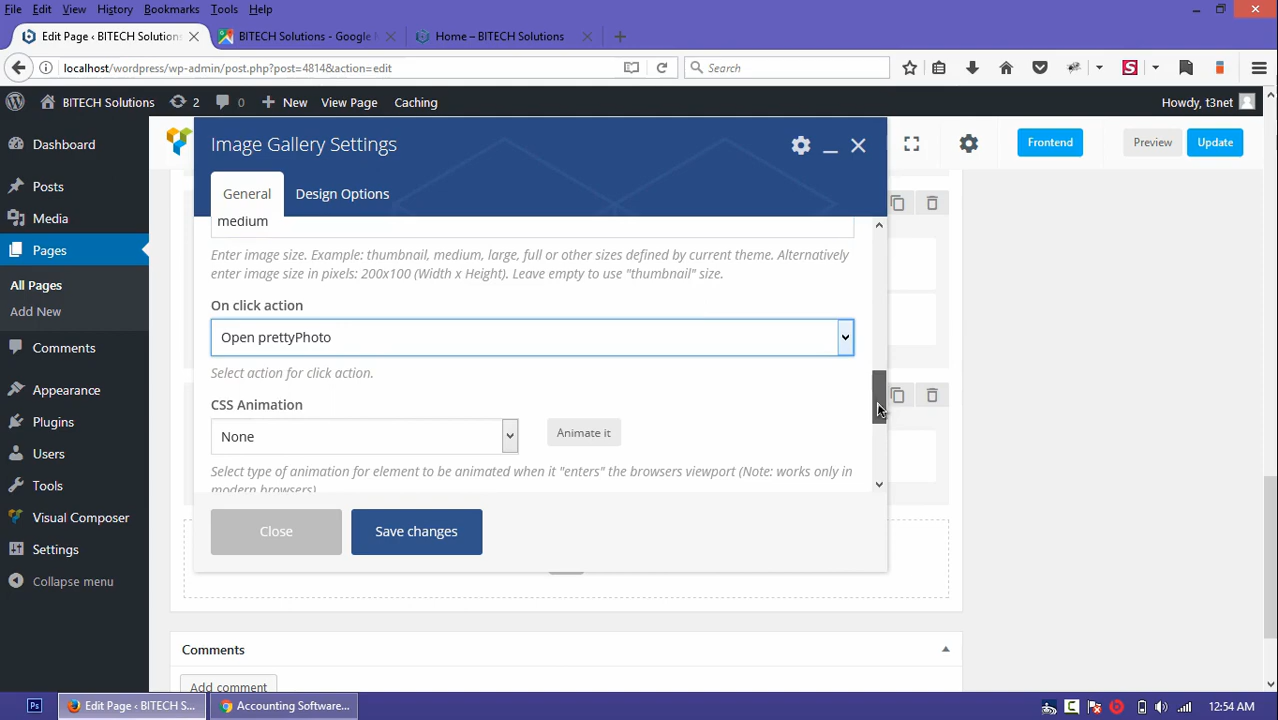 File Edit View History Bookmarks Tools Help
Edit Page ‹ BITECH Solutions
BITECH Solutions - Google
Home – BITECH Solutions
localhost/wordpress/wp-admin/post.php?post=4814&action=edit
Search
BITECH Solutions 2 0 New View Page Caching Howdy, t3net
Dashboard
Posts
Media
Pages
All Pages
Add New
Comments
Appearance
Plugins
Users
Tools
Visual Composer
Settings
Collapse menu
Frontend Preview Update
Image Gallery Settings
General Design Options
medium
Enter image size. Example: thumbnail, medium, large, full or other sizes defined by current theme. Alternatively
enter image size in pixels: 200x100 (Width x Height). Leave empty to use "thumbnail" size.
On click action
Open prettyPhoto
Select action for click action.
CSS Animation
None Animate it
Select type of animation for element to be animated when it "enters" the browsers viewport (Note: works only in
modern browsers)
Close Save changes
Comments
Add comment
Ps Edit Page ‹ BITECH S... Accounting Software... S 12:54 AM